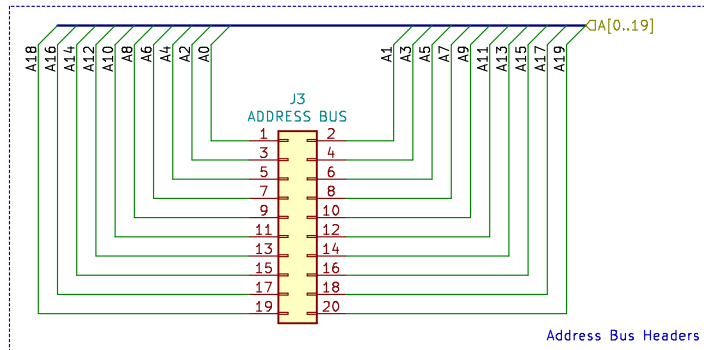 A[0..19]
A18
A16
A14
A12
A10
A8
A6
A4
A2
A0
A1
A3
A5
A7
A9
A11
A13
A15
A17
A19
J3
ADDRESS BUS
1 2
3 4
5 6
7 8
9 10
11 12
13 14
15 16
17 18
19 20
Address Bus Headers